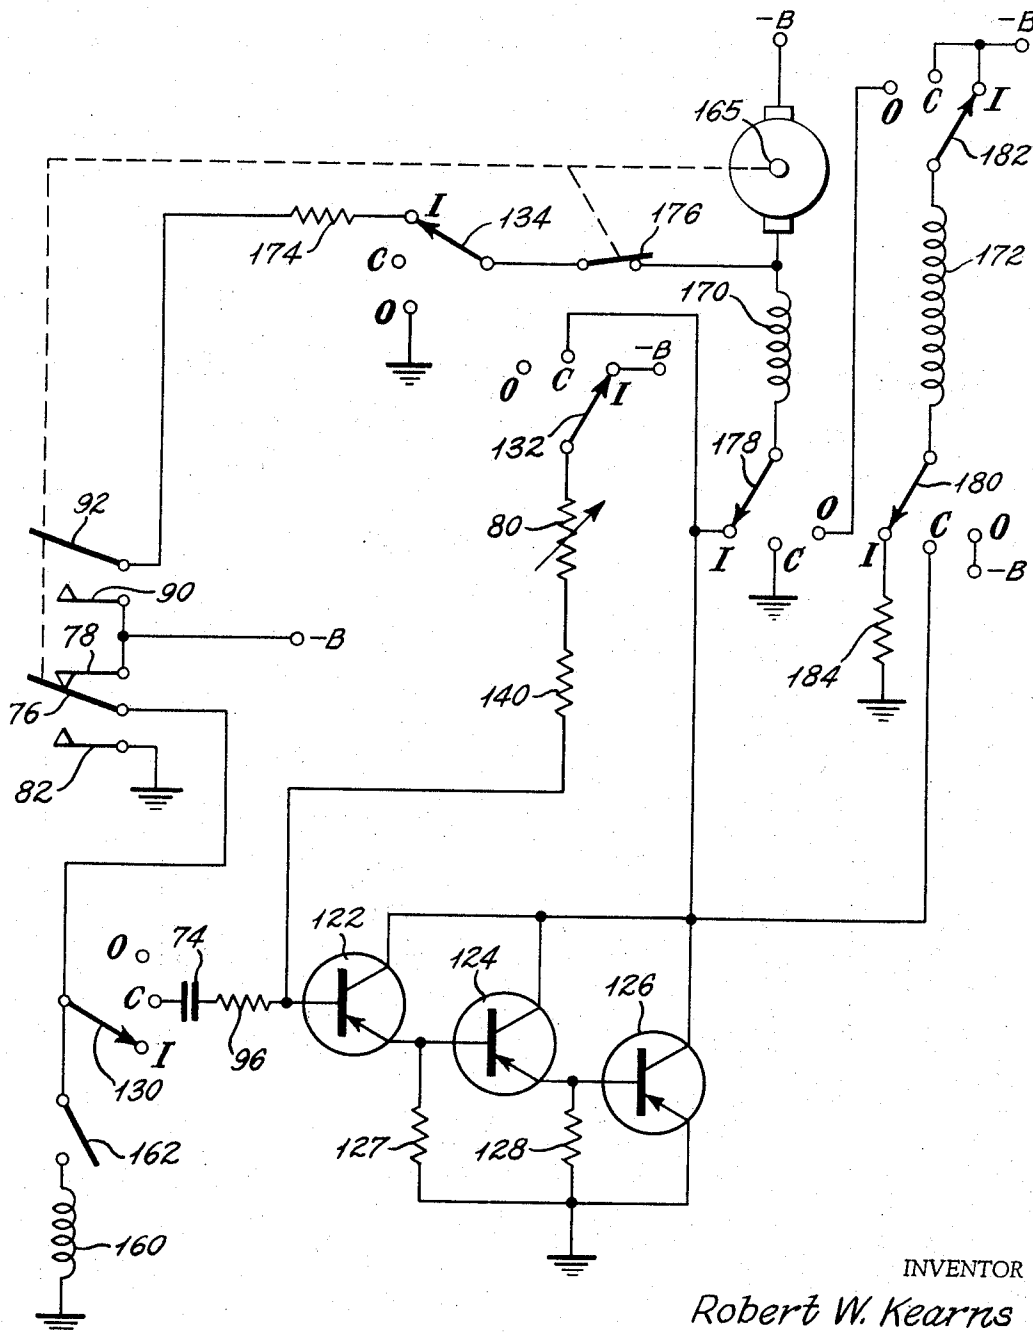 -B
-B
165
O
C
I
182
I
134
174
176
C
O
172
170
-B
O
C
I
132
178
180
92
80
I
C
O
I
C
O
-B
90
78
-B
76
82
140
184
O
74
122
124
126
C
I
130
96
162
127
128
160
INVENTOR
Robert W. Kearns